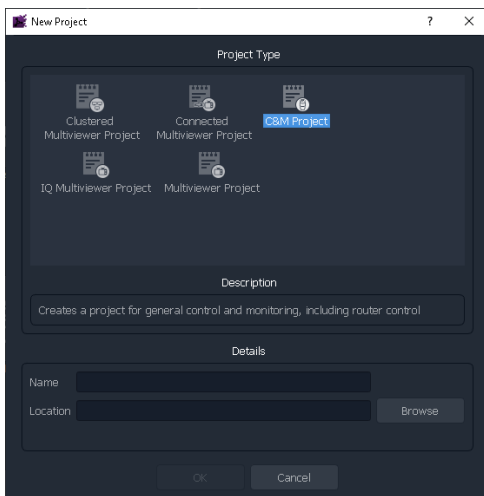 New Project
?
Project Type
Clustered
Multiviewer Project
Connected
Multiviewer Project
C&M Project
IQ Multiviewer Project
Multiviewer Project
Description
Creates a project for general control and monitoring, including router control
Details
Name
Location
Browse
OK
Cancel